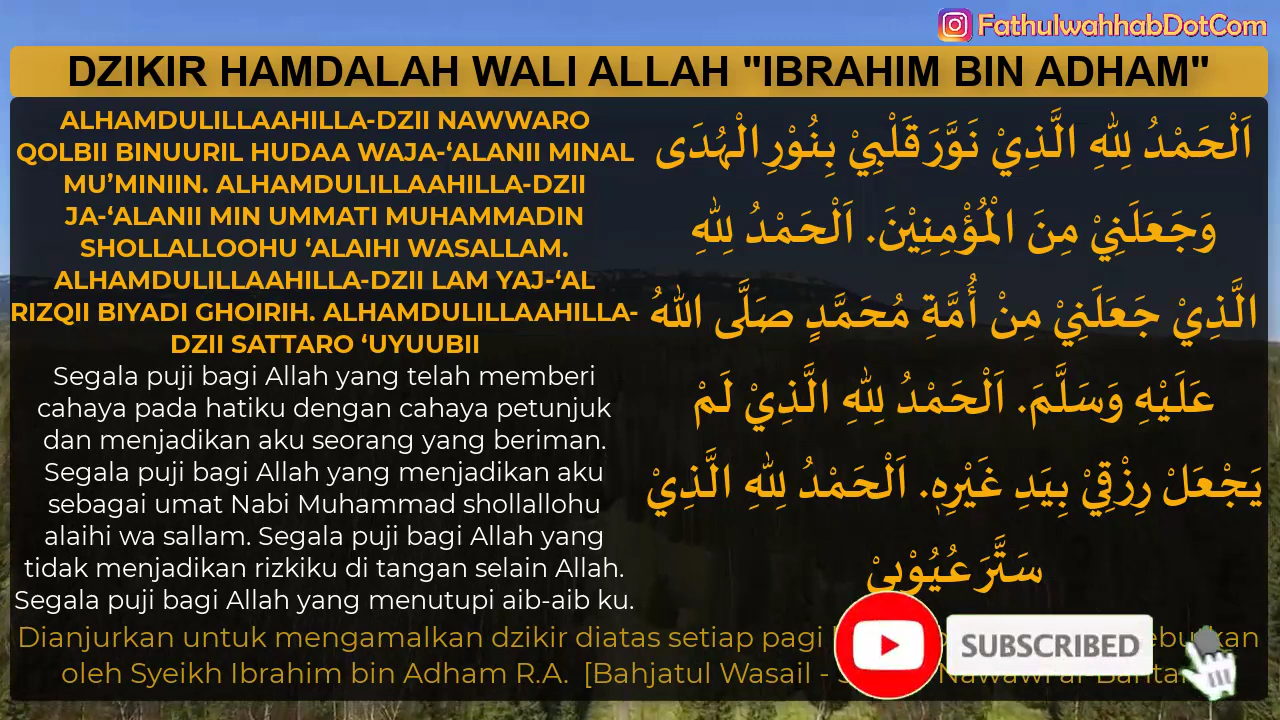 FathulwahhabDotCom
DZIKIR HAMDALAH WALI ALLAH "IBRAHIM BIN ADHAM"
ALHAMDULILLAAHILLA-DZII NAWWARO
QOLBII BINUURIL HUDAA WAJA-‘ALANII MINAL
MU’MINIIN. ALHAMDULILLAAHILLA-DZII
JA-‘ALANII MIN UMMATI MUHAMMADIN
SHOLLALLOOHU ‘ALAIHI WASALLAM.
ALHAMDULILLAAHILLA-DZII LAM YAJ-‘AL
RIZQII BIYADI GHOIRIH. ALHAMDULILLAAHILLA-
DZII SATTARO ‘UYUUBII
Segala puji bagi Allah yang telah memberi
cahaya pada hatiku dengan cahaya petunjuk
dan menjadikan aku seorang yang beriman.
Segala puji bagi Allah yang menjadikan aku
sebagai umat Nabi Muhammad shollallohu
alaihi wa sallam. Segala puji bagi Allah yang
tidak menjadikan rizkiku di tangan selain Allah.
Segala puji bagi Allah yang menutupi aib-aib ku.
اَلْحَمْدُ لِلّٰهِ الَّذِيْ نَوَّرَ قَلْبِيْ بِنُوْرِ الْهُدَى
وَجَعَلَنِيْ مِنَ الْمُؤْمِنِيْنَ. اَلْحَمْدُ لِلّٰهِ
الَّذِيْ جَعَلَنِيْ مِنْ أُمَّةِ مُحَمَّدٍ صَلَّى اللهُ
عَلَيْهِ وَسَلَّمَ. اَلْحَمْدُ لِلّٰهِ الَّذِيْ لَمْ
يَجْعَلْ رِزْقِيْ بِيَدِ غَيْرِهٖ. اَلْحَمْدُ لِلّٰهِ الَّذِيْ
سَتَّرَ عُيُوْبِيْ
Dianjurkan untuk mengamalkan dzikir diatas setiap pagi
oleh Syeikh Ibrahim bin Adham R.A. [Bahjatul Wasail - Nawawi
SUBSCRIBED